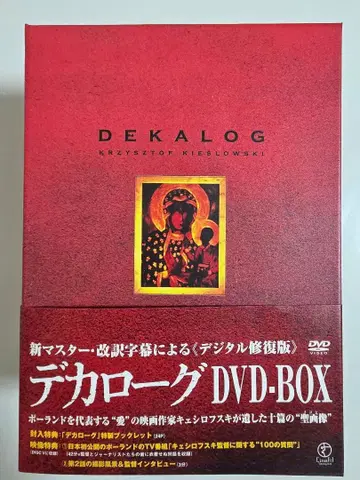 DEKALOG
KRZYSZTOF KIEŚLOWSKI
新マスター・改訳字幕による〈デジタル修復版〉
DVD
VIDEO
デカローグ DVD-BOX
ポーランドを代表する“愛”の映画作家キェシロフスキが遺した十篇の“聖画像”
封入特典「デカローグ」特製ブックレット
映像特典 ①日本初公開のポーランドのTV番組「キェシロフスキ監督に関する“100の質問”」
②第2話の撮影風景&監督インタビュー